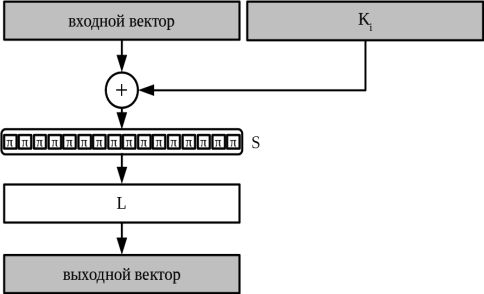 входной вектор
Ki
+
π π π π π π π π π π π π π π π π
S
L
выходной вектор